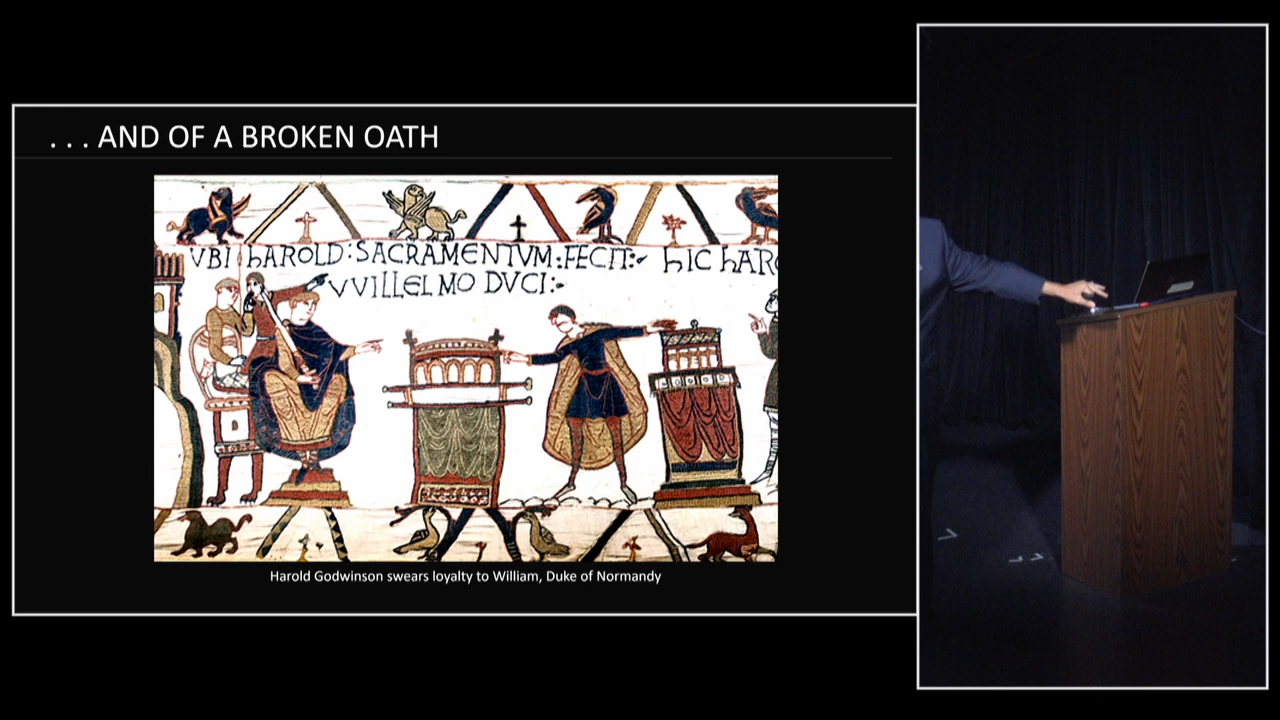 . . . AND OF A BROKEN OATH
VBI hAROLD : SACRAMENTVM : FECIT :
VVILLELMO DVCI :
hIC hARO
Harold Godwinson swears loyalty to William, Duke of Normandy